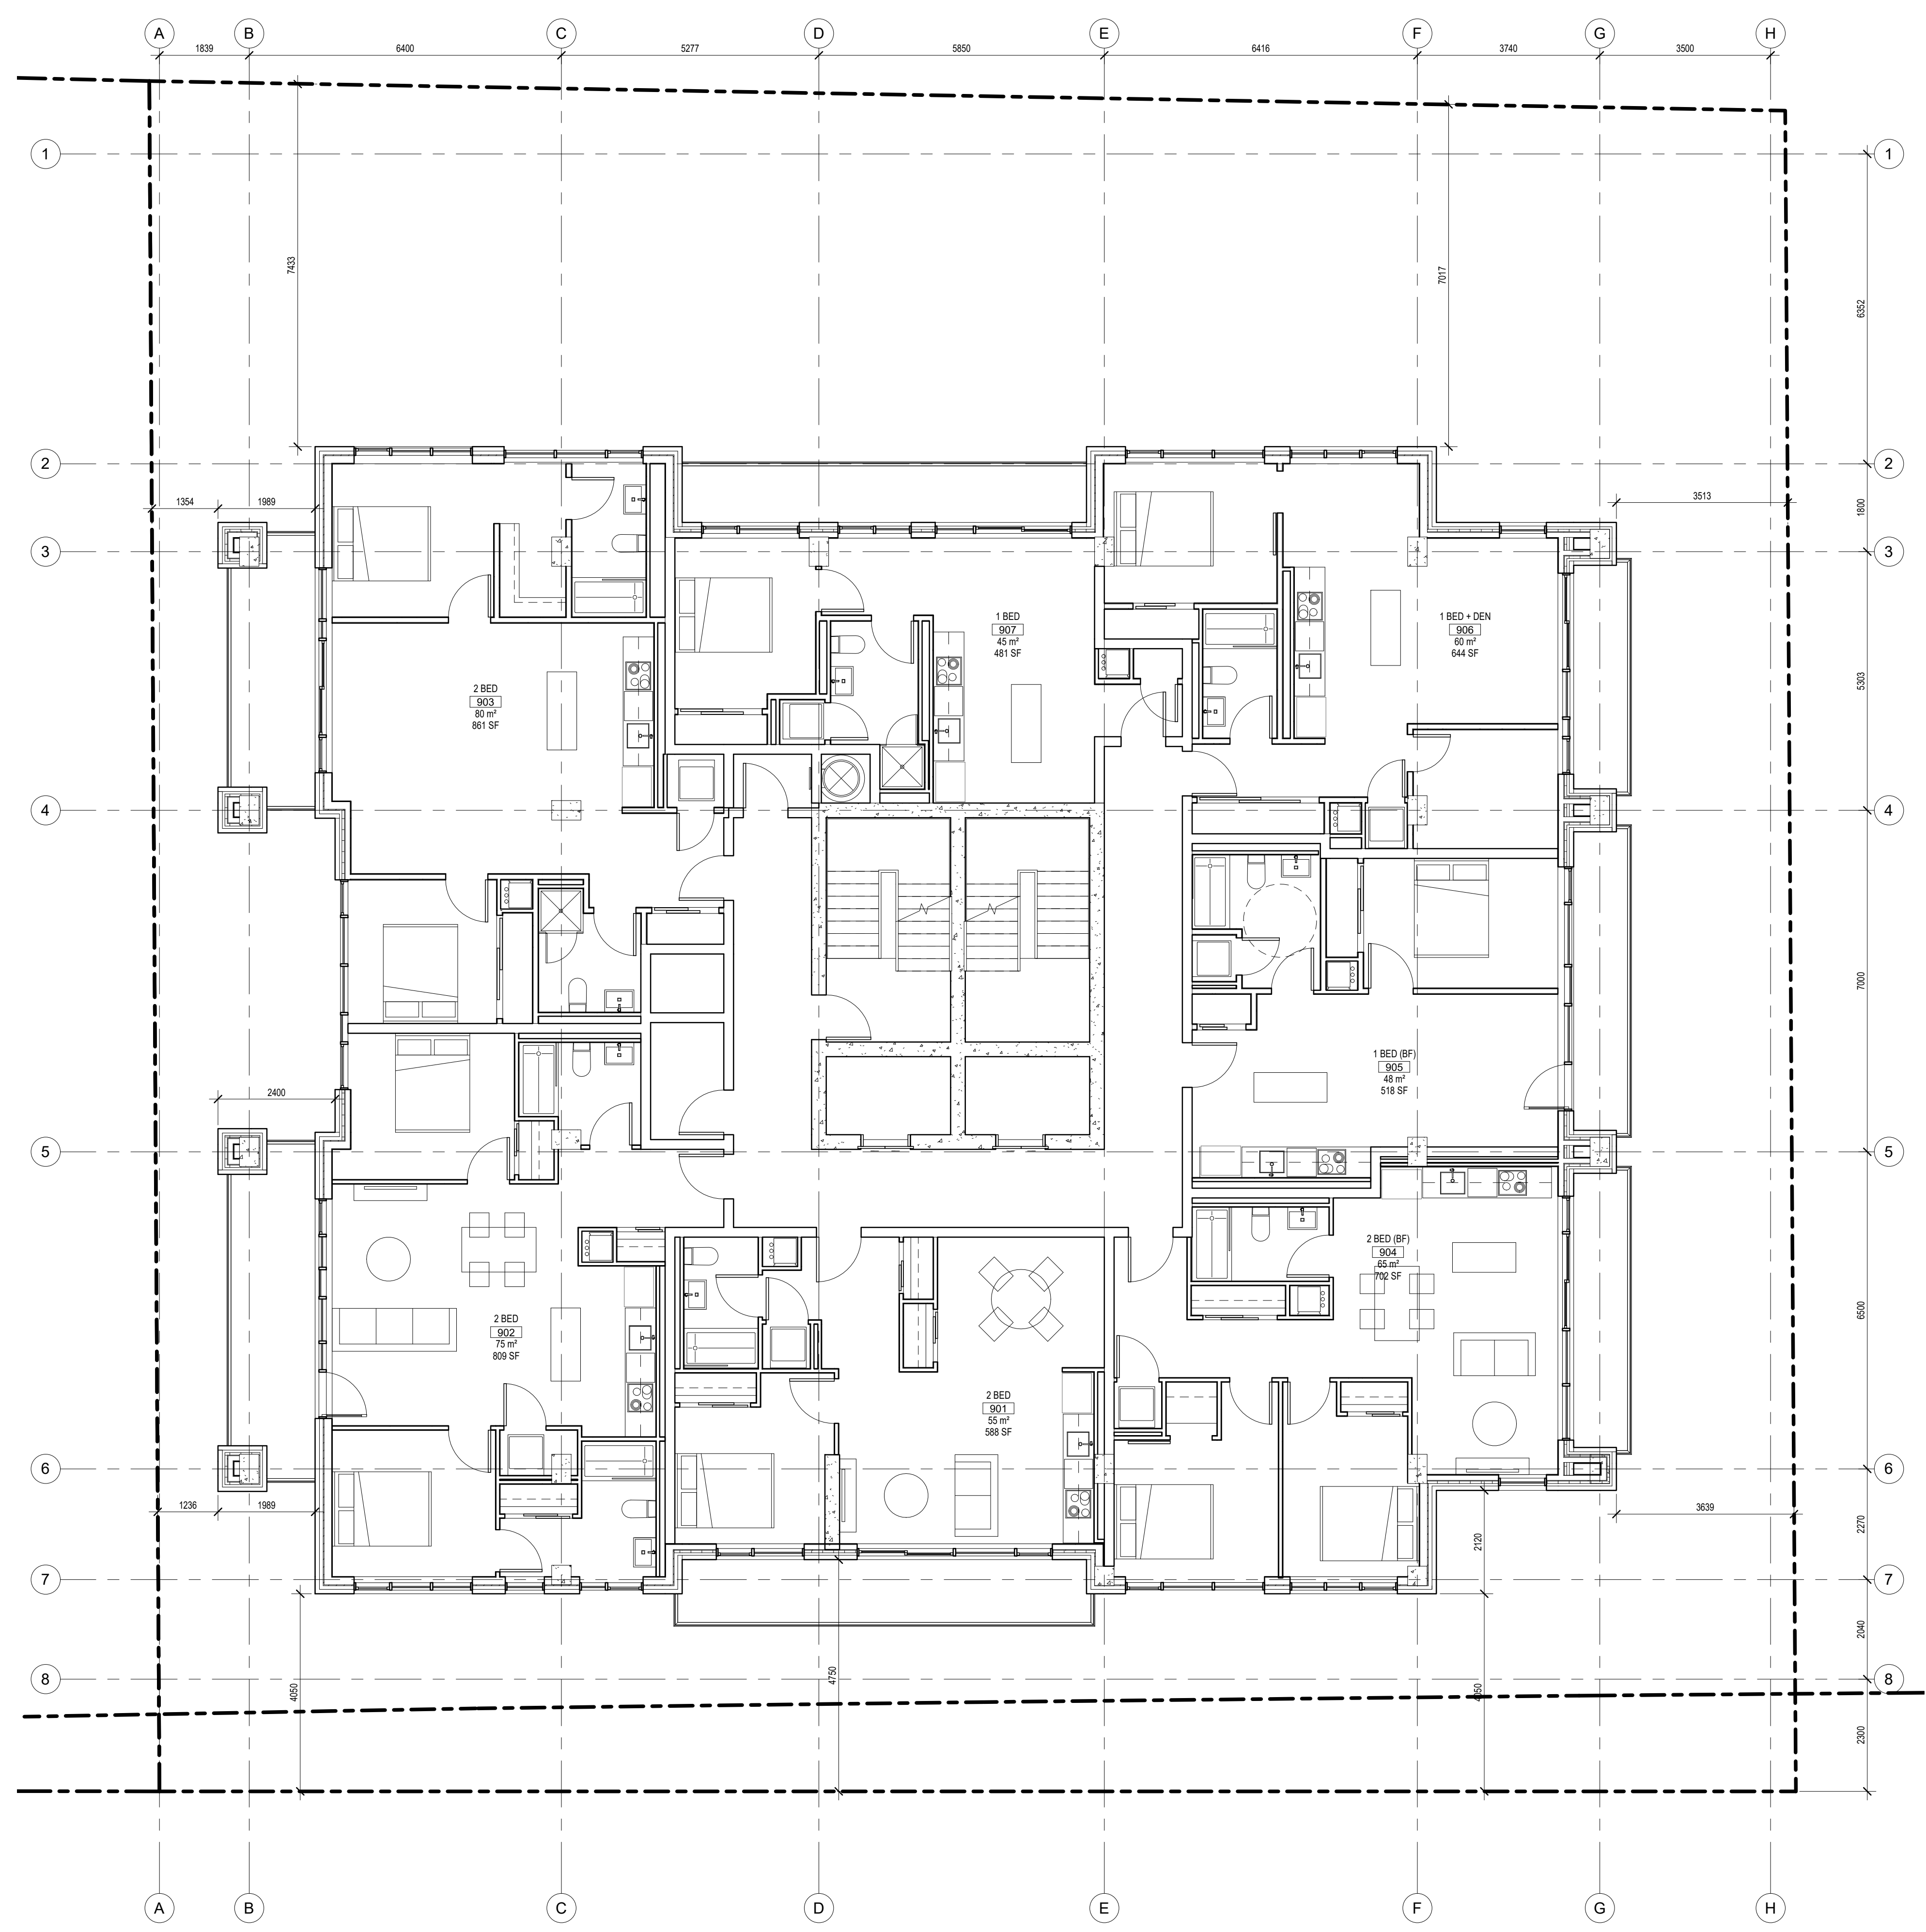 A B C D E F G H
1839 6400 5277 5850 6416 3740 3500
1 1
7433
7017
6352
2 2
1354 1989
3513
1800
3 3
1 BED
907
45 m²
481 SF
1 BED + DEN
906
60 m²
644 SF
2 BED
903
80 m²
861 SF
5303
4 4
7000
1 BED (BF)
905
48 m²
518 SF
2400
5 5
2 BED (BF)
904
65 m²
702 SF
6500
2 BED
902
75 m²
809 SF
2 BED
901
55 m²
588 SF
6 6
1236 1989
3639
2120
2270
7 7
2040
4050
4750
4050
8 8
2300
A B C D E F G H